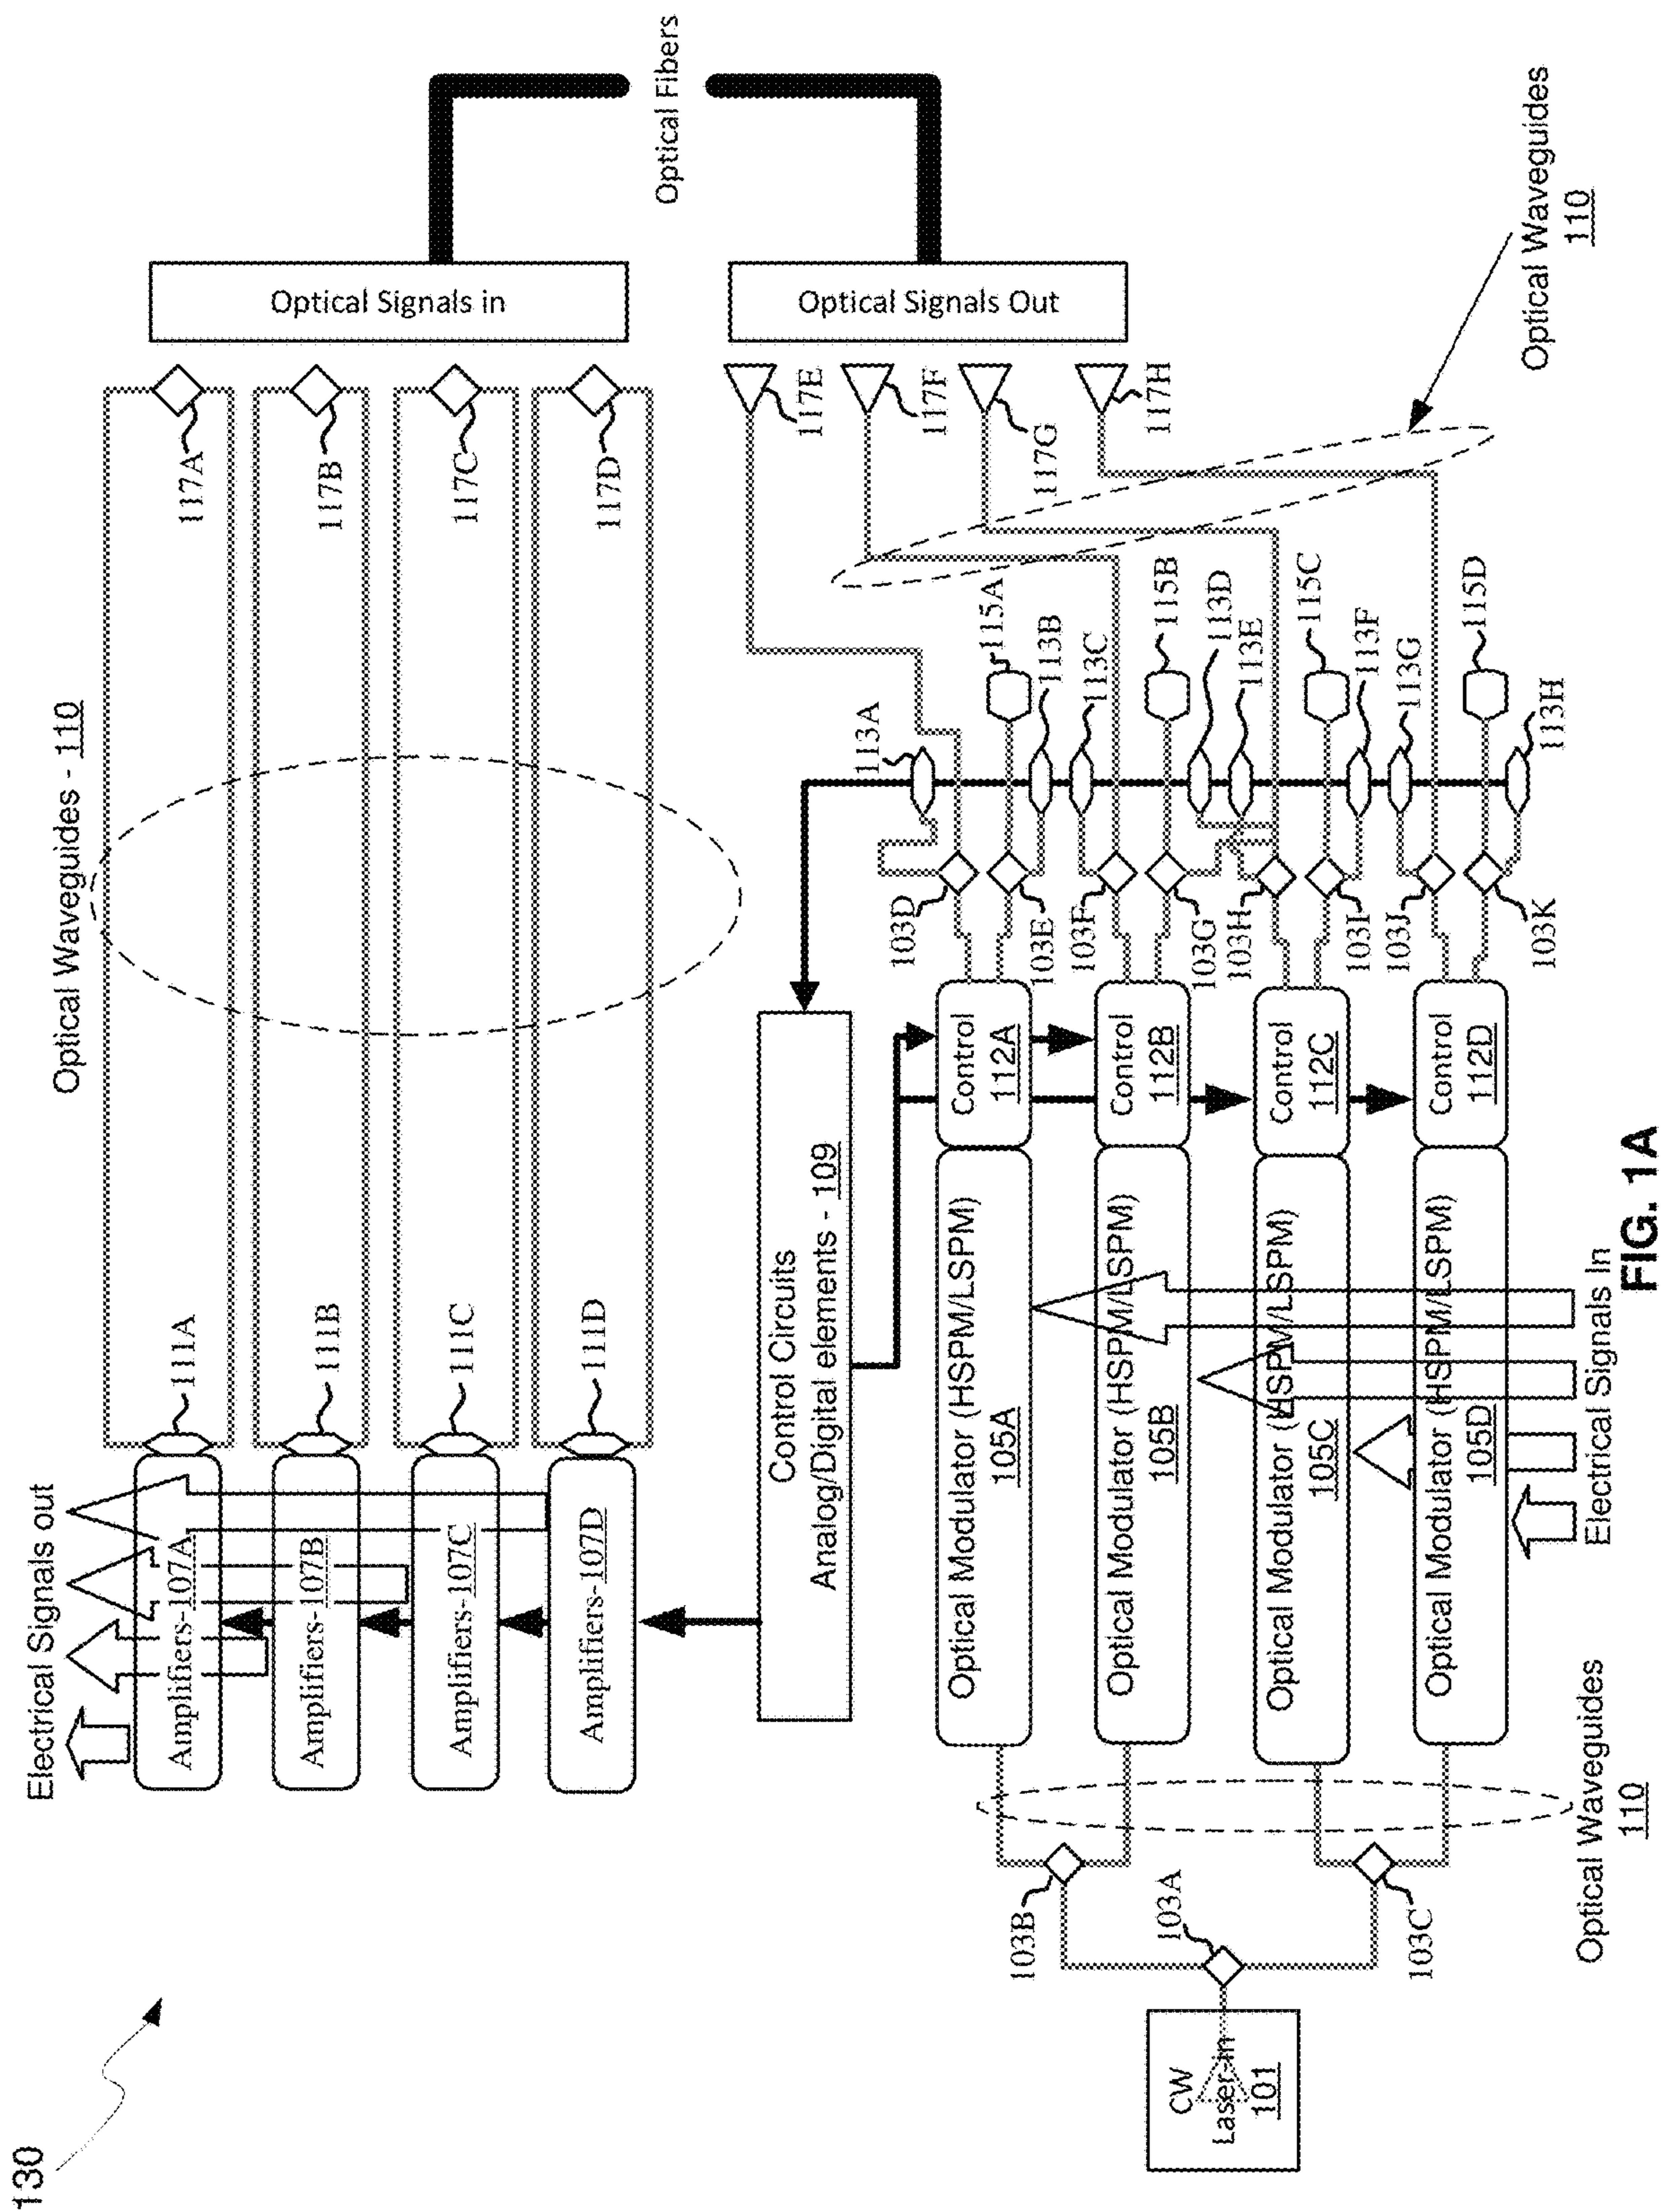 130
Electrical Signals out
Optical Waveguides - 110
Amplifiers-107A
Amplifiers-107B
Amplifiers-107C
Amplifiers-107D
111A
111B
111C
111D
117A
117B
117C
117D
Optical Signals in
Optical Fibers
Optical Signals Out
Control Circuits
Analog/Digital elements - 109
117E
117F
117G
117H
Optical Waveguides
110
113A
115A
113B
113C
115B
113D
113E
115C
113F
113G
115D
113H
103D
103E
103F
103G
103H
103I
103J
103K
Control
112A
Control
112B
Control
112C
Control
112D
Optical Modulator (HSPM/LSPM)
105A
Optical Modulator (HSPM/LSPM)
105B
Optical Modulator (HSPM/LSPM)
105C
Optical Modulator (HSPM/LSPM)
105D
103B
103A
103C
CW
Laser in
101
Optical Waveguides
110
Electrical Signals In
FIG. 1A